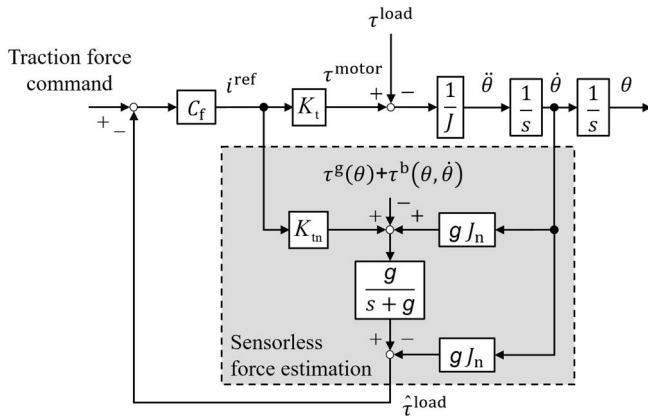 τ^load
Traction force
command
i^ref
τ^motor
+
−
C_f
K_t
+
−
1/J
θ̈
1/s
θ̇
1/s
θ
τ^g(θ)+τ^b(θ, θ̇)
−
K_tn
+
+
g J_n
g/(s + g)
Sensorless
force estimation
+
−
g J_n
τ̂^load